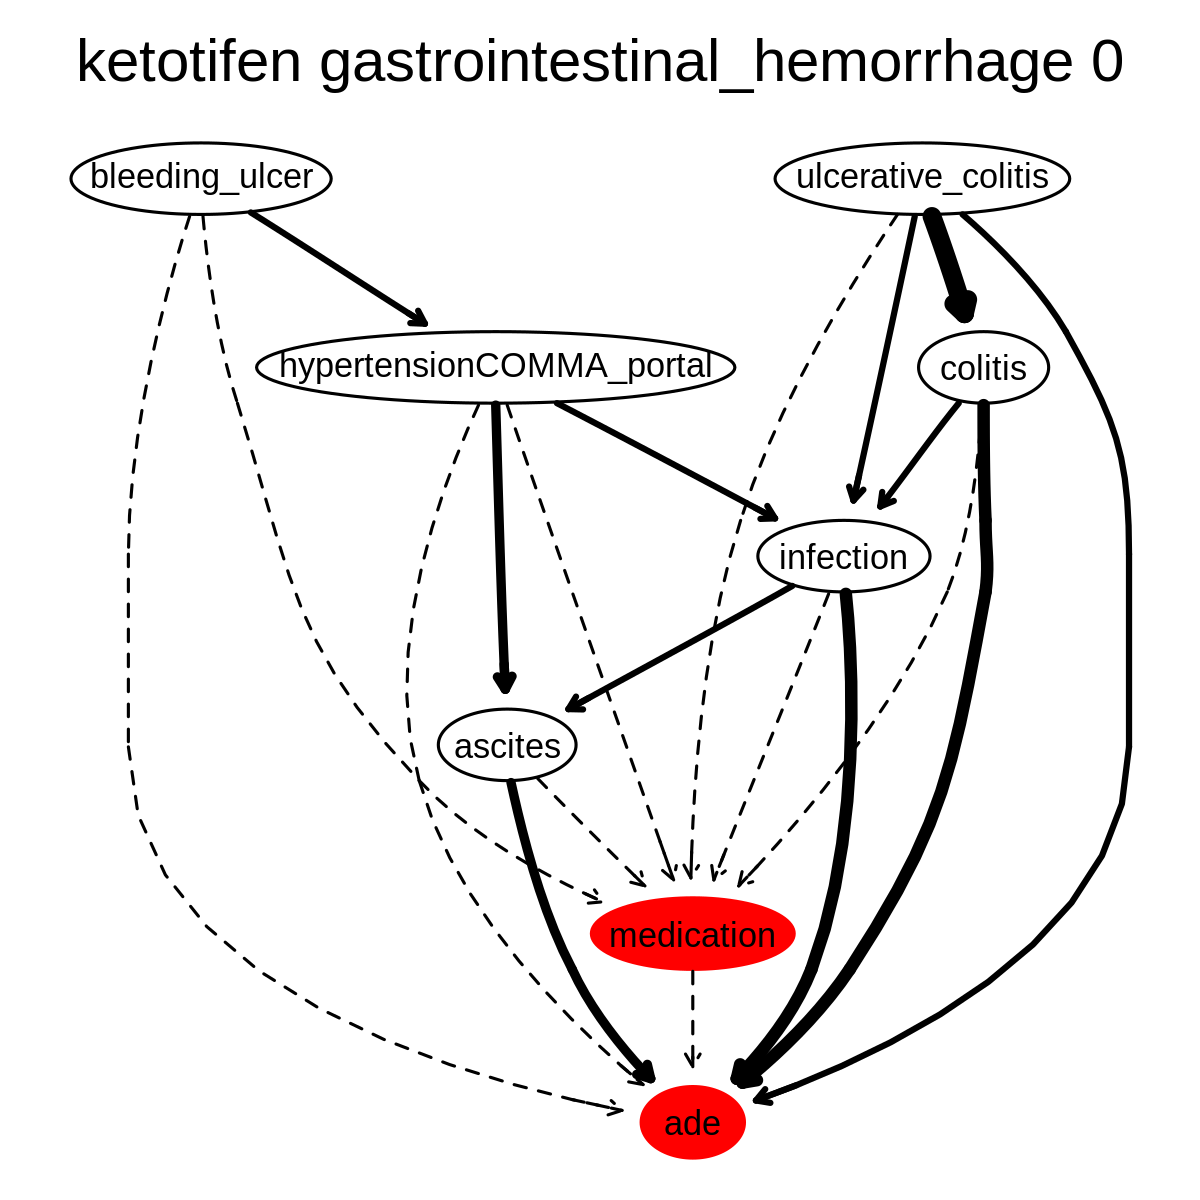 ketotifen gastrointestinal_hemorrhage 0
bleeding_ulcer
ulcerative_colitis
hypertensionCOMMA_portal
colitis
infection
ascites
medication
ade